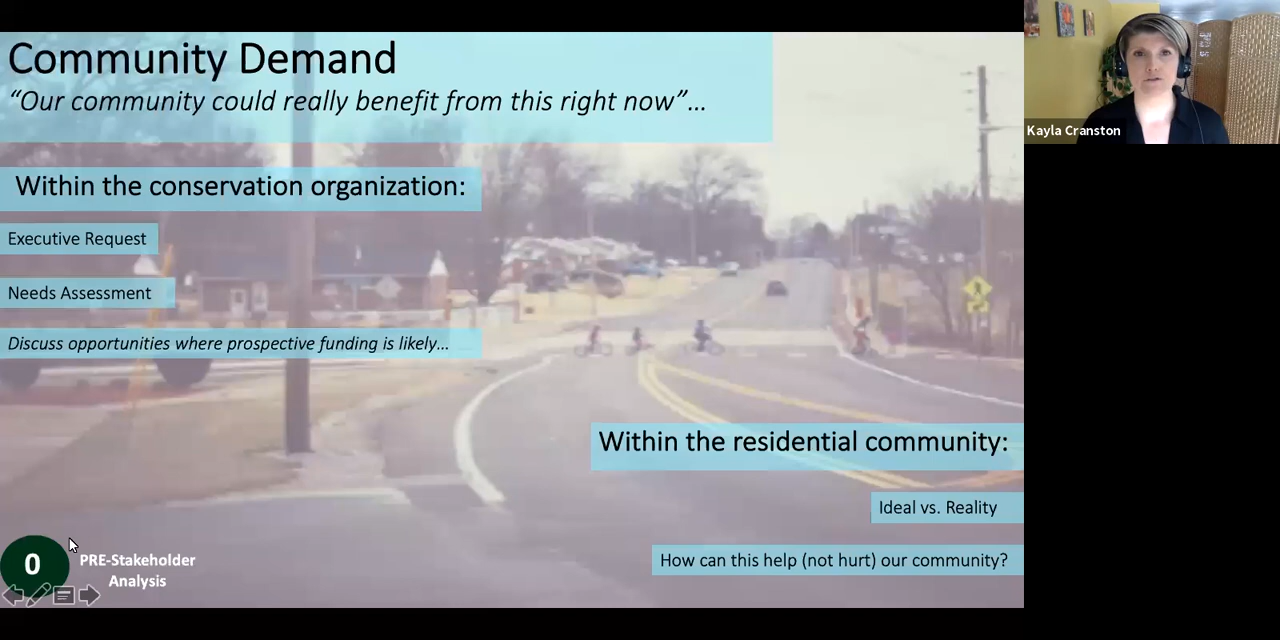 Community Demand
“Our community could really benefit from this right now”...
Within the conservation organization:
Executive Request
Needs Assessment
Discuss opportunities where prospective funding is likely...
Within the residential community:
Ideal vs. Reality
How can this help (not hurt) our community?
0
PRE-Stakeholder
Analysis
Kayla Cranston